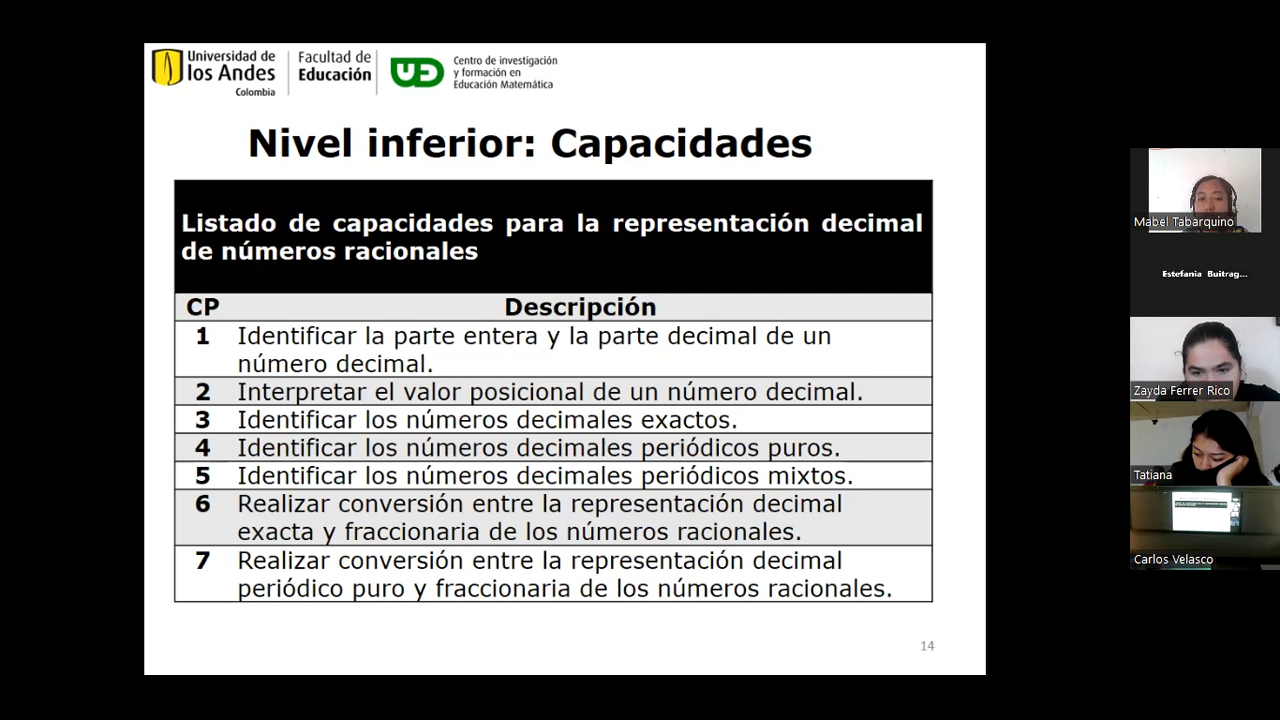 Universidad de
los Andes
Colombia
Facultad de
Educación
UD
Centro de investigación
y formación en
Educación Matemática
Nivel inferior: Capacidades
Listado de capacidades para la representación decimal
de números racionales
CP Descripción
1 Identificar la parte entera y la parte decimal de un
número decimal.
2 Interpretar el valor posicional de un número decimal.
3 Identificar los números decimales exactos.
4 Identificar los números decimales periódicos puros.
5 Identificar los números decimales periódicos mixtos.
6 Realizar conversión entre la representación decimal
exacta y fraccionaria de los números racionales.
7 Realizar conversión entre la representación decimal
periódico puro y fraccionaria de los números racionales.
14
Mabel Tabarquino
Estefania Buitrag...
Zayda Ferrer Rico
Tatiana
Carlos Velasco